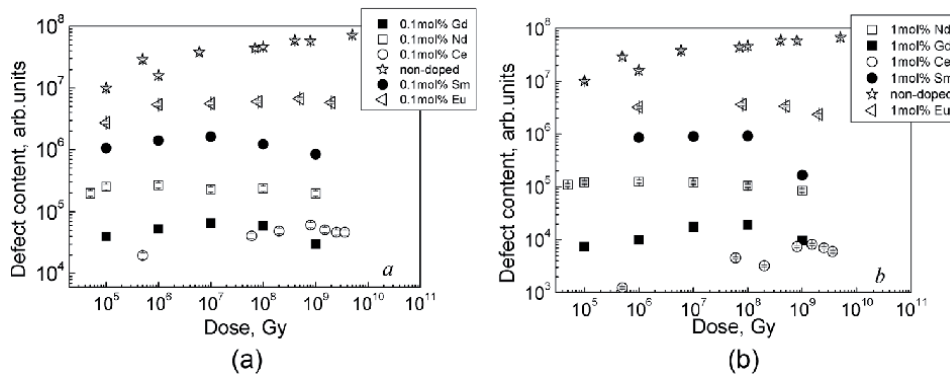 Defect content, arb.units
10⁸
10⁷
10⁶
10⁵
10⁴
10⁵ 10⁶ 10⁷ 10⁸ 10⁹ 10¹⁰ 10¹¹
Dose, Gy
a
0.1mol% Gd
0.1mol% Nd
0.1mol% Ce
non-doped
0.1mol% Sm
0.1mol% Eu
(a)
Defect content, arb.units
10⁸
10⁷
10⁶
10⁵
10⁴
10³
10⁵ 10⁶ 10⁷ 10⁸ 10⁹ 10¹⁰ 10¹¹
Dose, Gy
b
1mol% Nd
1mol% Gd
1mol% Ce
1mol% Sm
non-doped
1mol% Eu
(b)